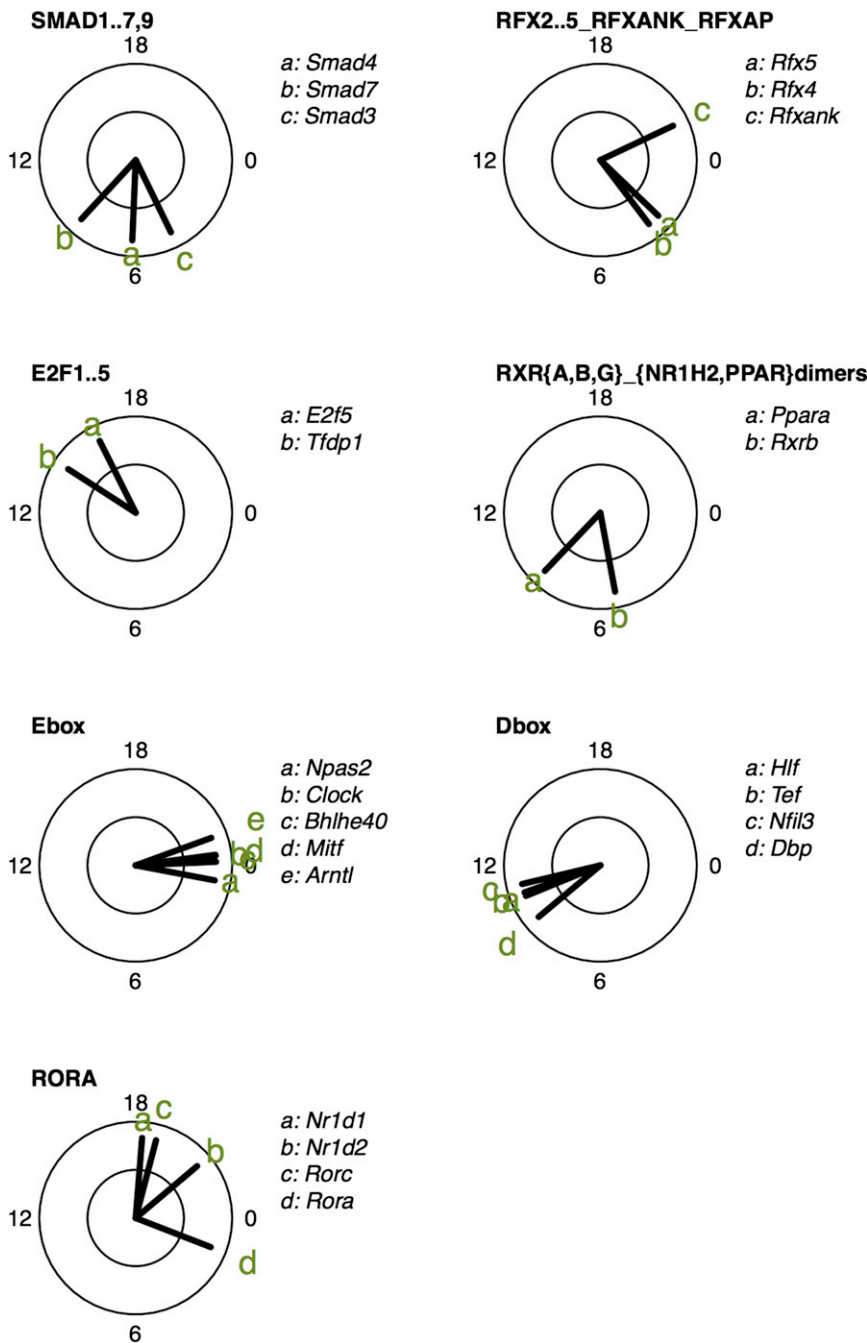 SMAD1..7,9
18
12
0
6
b
a
c
a: Smad4
b: Smad7
c: Smad3
RFX2..5_RFXANK_RFXAP
18
12
0
6
c
a
b
a: Rfx5
b: Rfx4
c: Rfxank
E2F1..5
18
12
0
6
a
b
a: E2f5
b: Tfdp1
RXR{A,B,G}_{NR1H2,PPAR}dimers
18
12
0
6
a
b
a: Ppara
b: Rxrb
Ebox
18
12
0
6
e
b
c
d
a
a: Npas2
b: Clock
c: Bhlhe40
d: Mitf
e: Arntl
Dbox
18
12
0
6
c
b
a
d
a: Hlf
b: Tef
c: Nfil3
d: Dbp
RORA
18
12
0
6
a
c
b
d
a: Nr1d1
b: Nr1d2
c: Rorc
d: Rora